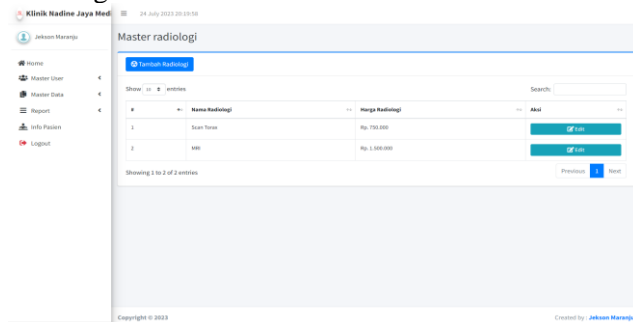 Klinik Nadine Jaya Medi
24 July 2023 20:19:56
Jekson Maranju
Master radiologi
Home
Master User
Master Data
Report
Info Pasien
Logout
Tambah Radiologi
Show 10 entries
Search:
# Nama Radiologi Harga Radiologi Aksi
1 Scan Torax Rp. 750.000 Edit
2 MRI Rp. 1.500.000 Edit
Showing 1 to 2 of 2 entries
Previous 1 Next
Copyright © 2023
Created by : Jekson Maranju